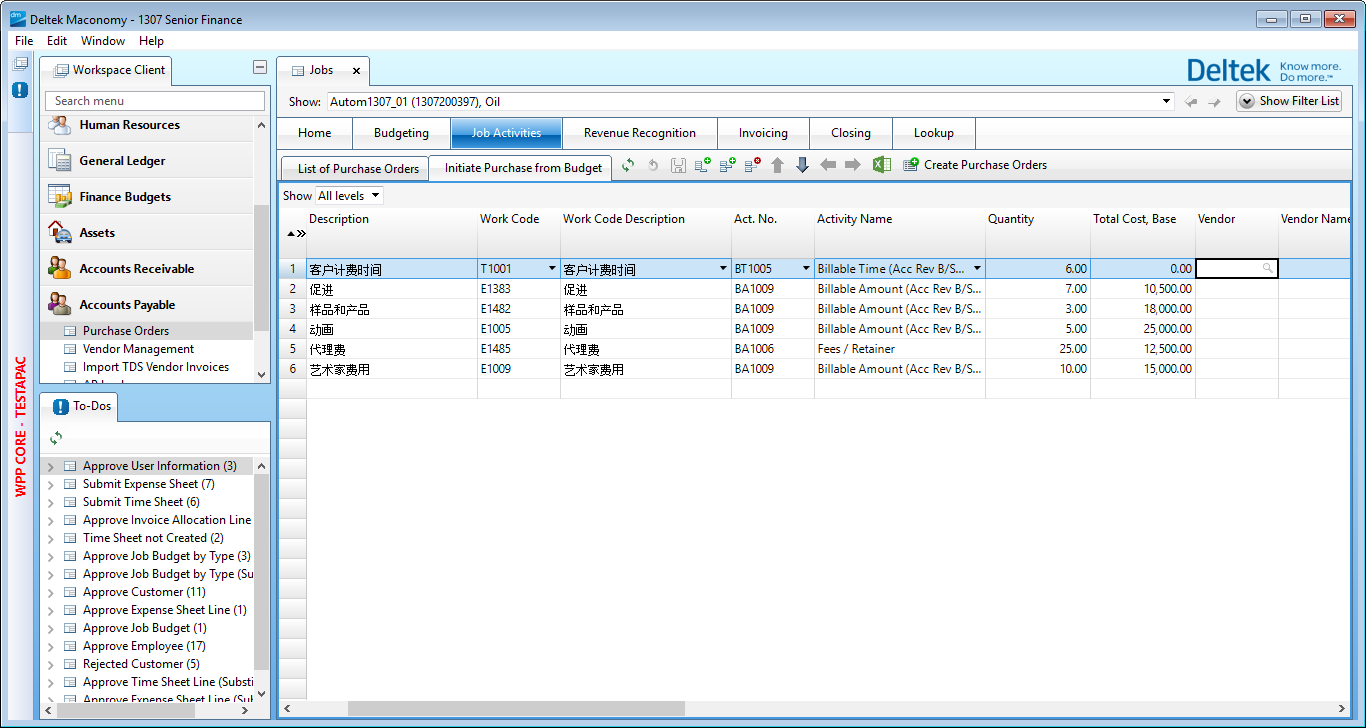 Deltek Maconomy - 1307 Senior Finance
File Edit Window Help
Workspace Client
Jobs
Deltek Know more. Do more.™
Search menu
Show: Autom1307_01 (1307200397), Oil
Show Filter List
Human Resources
General Ledger
Finance Budgets
Assets
Accounts Receivable
Accounts Payable
Purchase Orders
Vendor Management
Import TDS Vendor Invoices
Home Budgeting Job Activities Revenue Recognition Invoicing Closing Lookup
List of Purchase Orders Initiate Purchase from Budget Create Purchase Orders
Show All levels
Description Work Code Work Code Description Act. No. Activity Name Quantity Total Cost, Base Vendor Vendor Name
1 客户计费时间 T1001 客户计费时间 BT1005 Billable Time (Acc Rev B/S... 6.00 0.00
2 促进 E1383 促进 BA1009 Billable Amount (Acc Rev B/S... 7.00 10,500.00
3 样品和产品 E1482 样品和产品 BA1009 Billable Amount (Acc Rev B/S... 3.00 18,000.00
4 动画 E1005 动画 BA1009 Billable Amount (Acc Rev B/S... 5.00 25,000.00
5 代理费 E1485 代理费 BA1006 Fees / Retainer 25.00 12,500.00
6 艺术家费用 E1009 艺术家费用 BA1009 Billable Amount (Acc Rev B/S... 10.00 15,000.00
WPP CORE - TESTAPAC
To-Dos
Approve User Information (3)
Submit Expense Sheet (7)
Submit Time Sheet (6)
Approve Invoice Allocation Line
Time Sheet not Created (2)
Approve Job Budget by Type (3)
Approve Job Budget by Type (Su
Approve Customer (11)
Approve Expense Sheet Line (1)
Approve Job Budget (1)
Approve Employee (17)
Rejected Customer (5)
Approve Time Sheet Line (Substi
Approve Expense Sheet Line (Sul